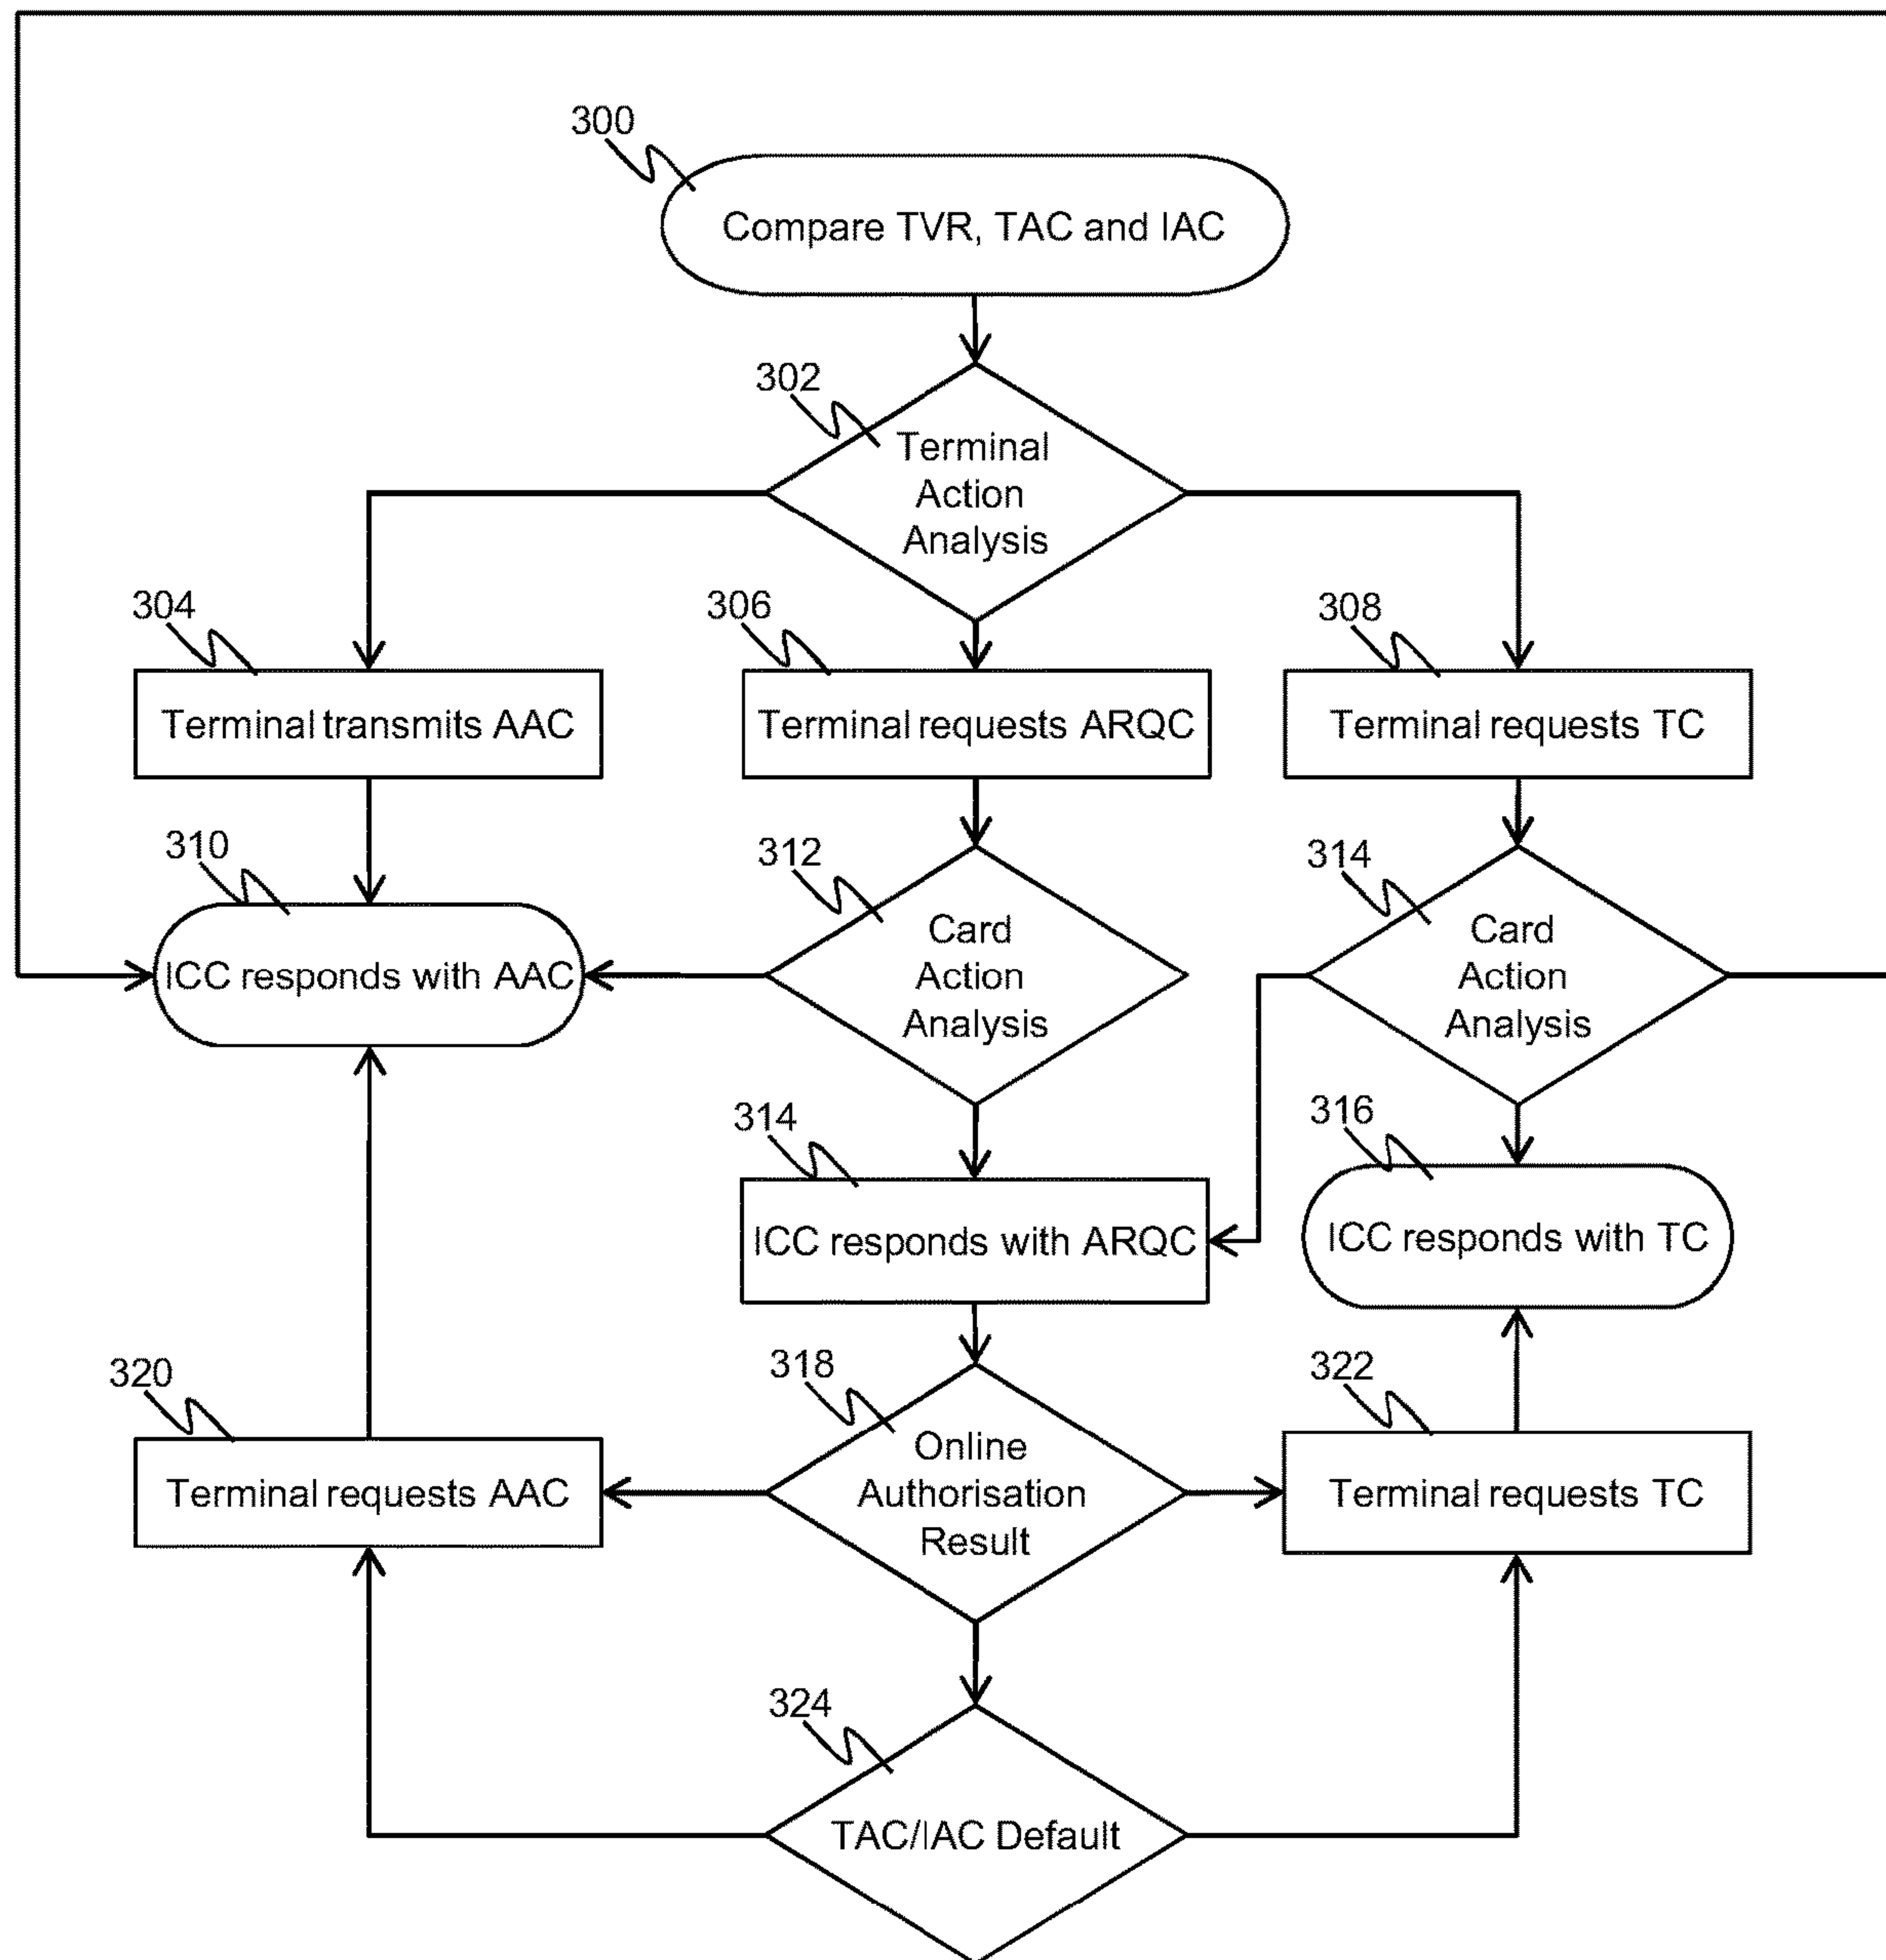 300
Compare TVR, TAC and IAC
302
Terminal
Action
Analysis
304
306
308
Terminal transmits AAC
Terminal requests ARQC
Terminal requests TC
310
312
314
ICC responds with AAC
Card
Action
Analysis
Card
Action
Analysis
314
316
ICC responds with ARQC
ICC responds with TC
318
320
322
Online
Authorisation
Result
Terminal requests AAC
Terminal requests TC
324
TAC/IAC Default